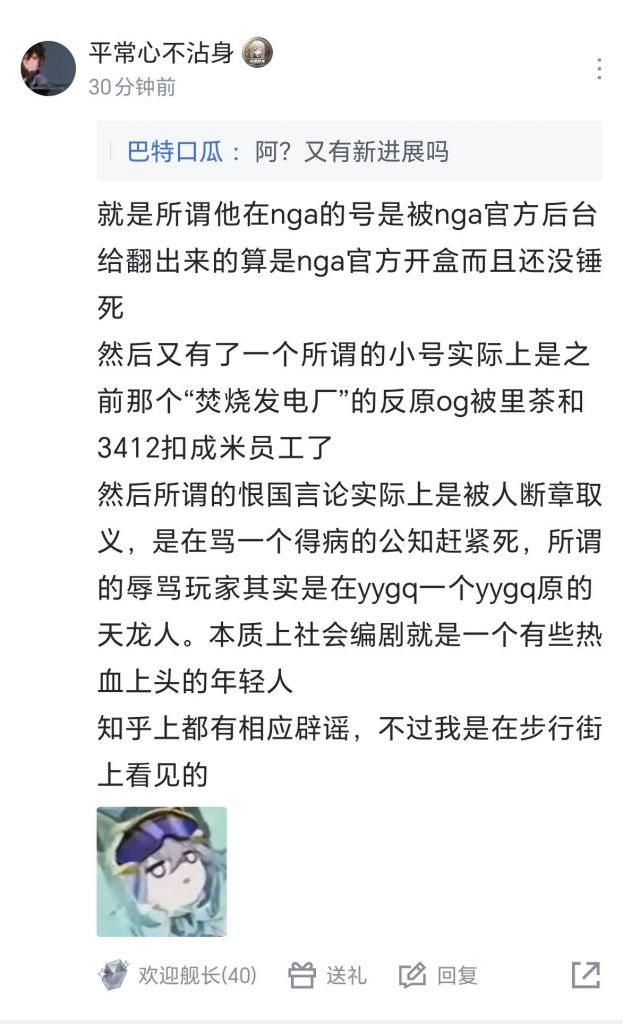 平常心不沾身
30分钟前
巴特口瓜 : 阿？又有新进展吗
就是所谓他在nga的号是被nga官方后台
给翻出来的算是nga官方开盒而且还没锤
死
然后又有了一个所谓的小号实际上是之
前那个“焚烧发电厂”的反原og被里茶和
3412扣成米员工了
然后所谓的恨国言论实际上是被人断章取
义，是在骂一个得病的公知赶紧死，所谓
的辱骂玩家其实是在yygq一个yygq原的
天龙人。本质上社会编剧就是一个有些热
血上头的年轻人
知乎上都有相应辟谣，不过我是在步行街
上看见的
欢迎舰长(40) 送礼 回复